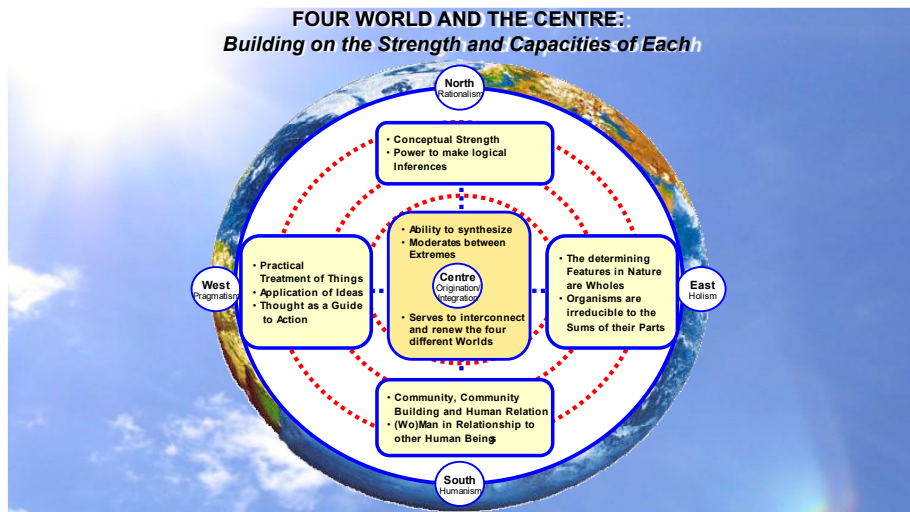 FOUR WORLD AND THE CENTRE:
Building on the Strength and Capacities of Each
North
Rationalism
• Conceptual Strength
• Power to make logical
Inferences
• Ability to synthesize
• Moderates between
Extremes
Centre
Origination/
Integration
• Serves to interconnect
and renew the four
different Worlds
West
Pragmatism
• Practical
Treatment of Things
• Application of Ideas
• Thought as a Guide
to Action
• The determining
Features in Nature
are Wholes
• Organisms are
irreducible to the
Sums of their Parts
East
Holism
• Community, Community
Building and Human Relation
• (Wo)Man in Relationship to
other Human Beings
South
Humanism